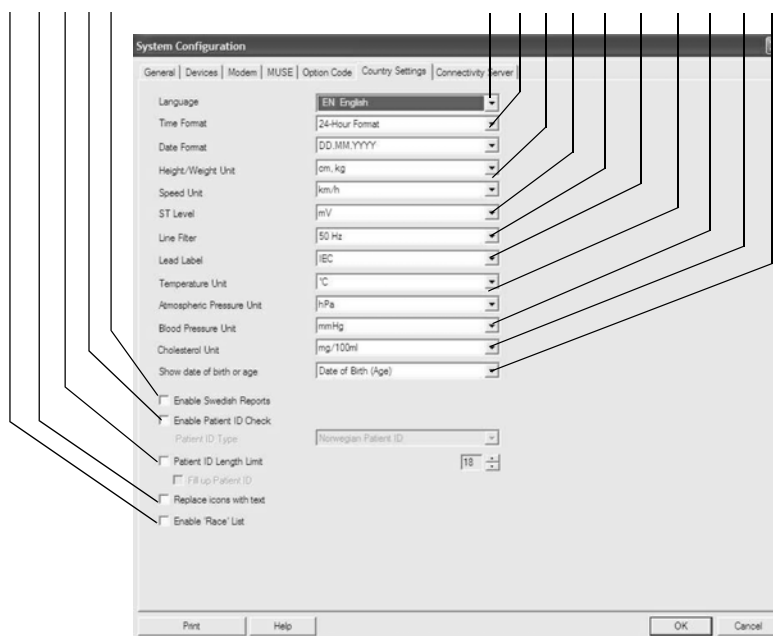 System Configuration
General | Devices | Modem | MUSE | Option Code | Country Settings | Connectivity Server
Language EN English
Time Format 24-Hour Format
Date Format DD.MM.YYYY
Height/Weight Unit cm, kg
Speed Unit km/h
ST Level mV
Line Filter 50 Hz
Lead Label IEC
Temperature Unit °C
Atmospheric Pressure Unit hPa
Blood Pressure Unit mmHg
Cholesterol Unit mg/100ml
Show date of birth or age Date of Birth (Age)
Enable Swedish Reports
Enable Patient ID Check
Patient ID Type Norwegian Patient ID
Patient ID Length Limit 18
Fill up Patient ID
Replace icons with text
Enable 'Race' List
Print Help OK Cancel